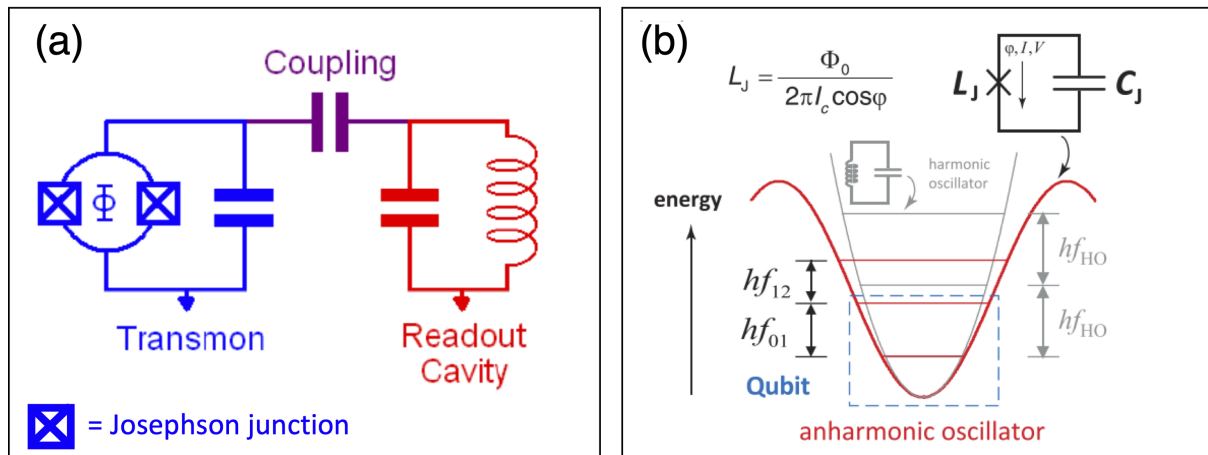 (a)
Coupling
Φ
Transmon
Readout
Cavity
= Josephson junction
(b)
L_J = Φ_0 / 2πI_c cosφ
φ, I, V
L_J
C_J
harmonic
oscillator
energy
hf_HO
hf_12
hf_HO
hf_01
Qubit
anharmonic oscillator